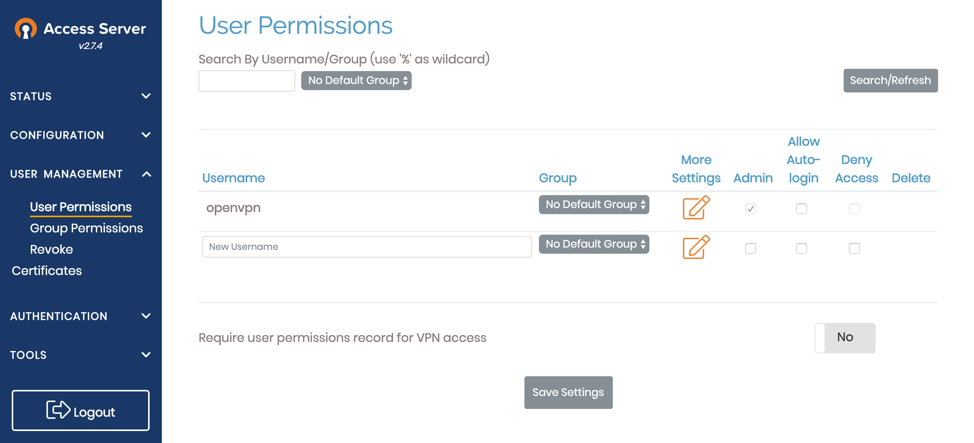 Access Server
v2.7.4
STATUS
CONFIGURATION
USER MANAGEMENT
User Permissions
Group Permissions
Revoke
Certificates
AUTHENTICATION
TOOLS
Logout
User Permissions
Search By Username/Group (use '%' as wildcard)
No Default Group
Search/Refresh
Username
Group
More
Settings
Admin
Allow
Auto-
login
Deny
Access
Delete
openvpn
No Default Group
New Username
No Default Group
Require user permissions record for VPN access
No
Save Settings